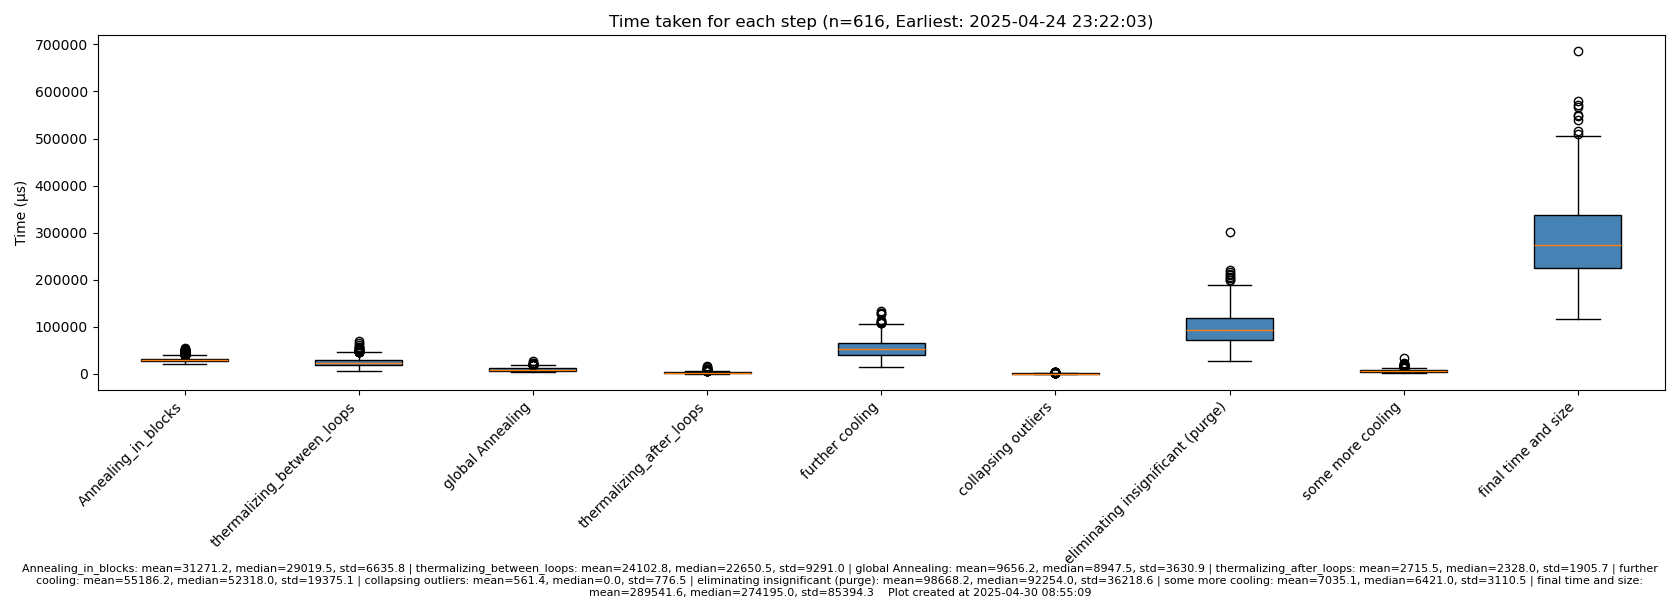 Time taken for each step (n=616, Earliest: 2025-04-24 23:22:03)
Time (µs)
700000
600000
500000
400000
300000
200000
100000
0
Annealing_in_blocks
thermalizing_between_loops
global Annealing
thermalizing_after_loops
further cooling
collapsing outliers
eliminating insignificant (purge)
some more cooling
final time and size
Annealing_in_blocks: mean=31271.2, median=29019.5, std=6635.8 | thermalizing_between_loops: mean=24102.8, median=22650.5, std=9291.0 | global Annealing: mean=9656.2, median=8947.5, std=3630.9 | thermalizing_after_loops: mean=2715.5, median=2328.0, std=1905.7 | further
cooling: mean=55186.2, median=52318.0, std=19375.1 | collapsing outliers: mean=561.4, median=0.0, std=776.5 | eliminating insignificant (purge): mean=98668.2, median=92254.0, std=36218.6 | some more cooling: mean=7035.1, median=6421.0, std=3110.5 | final time and size:
mean=289541.6, median=274195.0, std=85394.3    Plot created at 2025-04-30 08:55:09